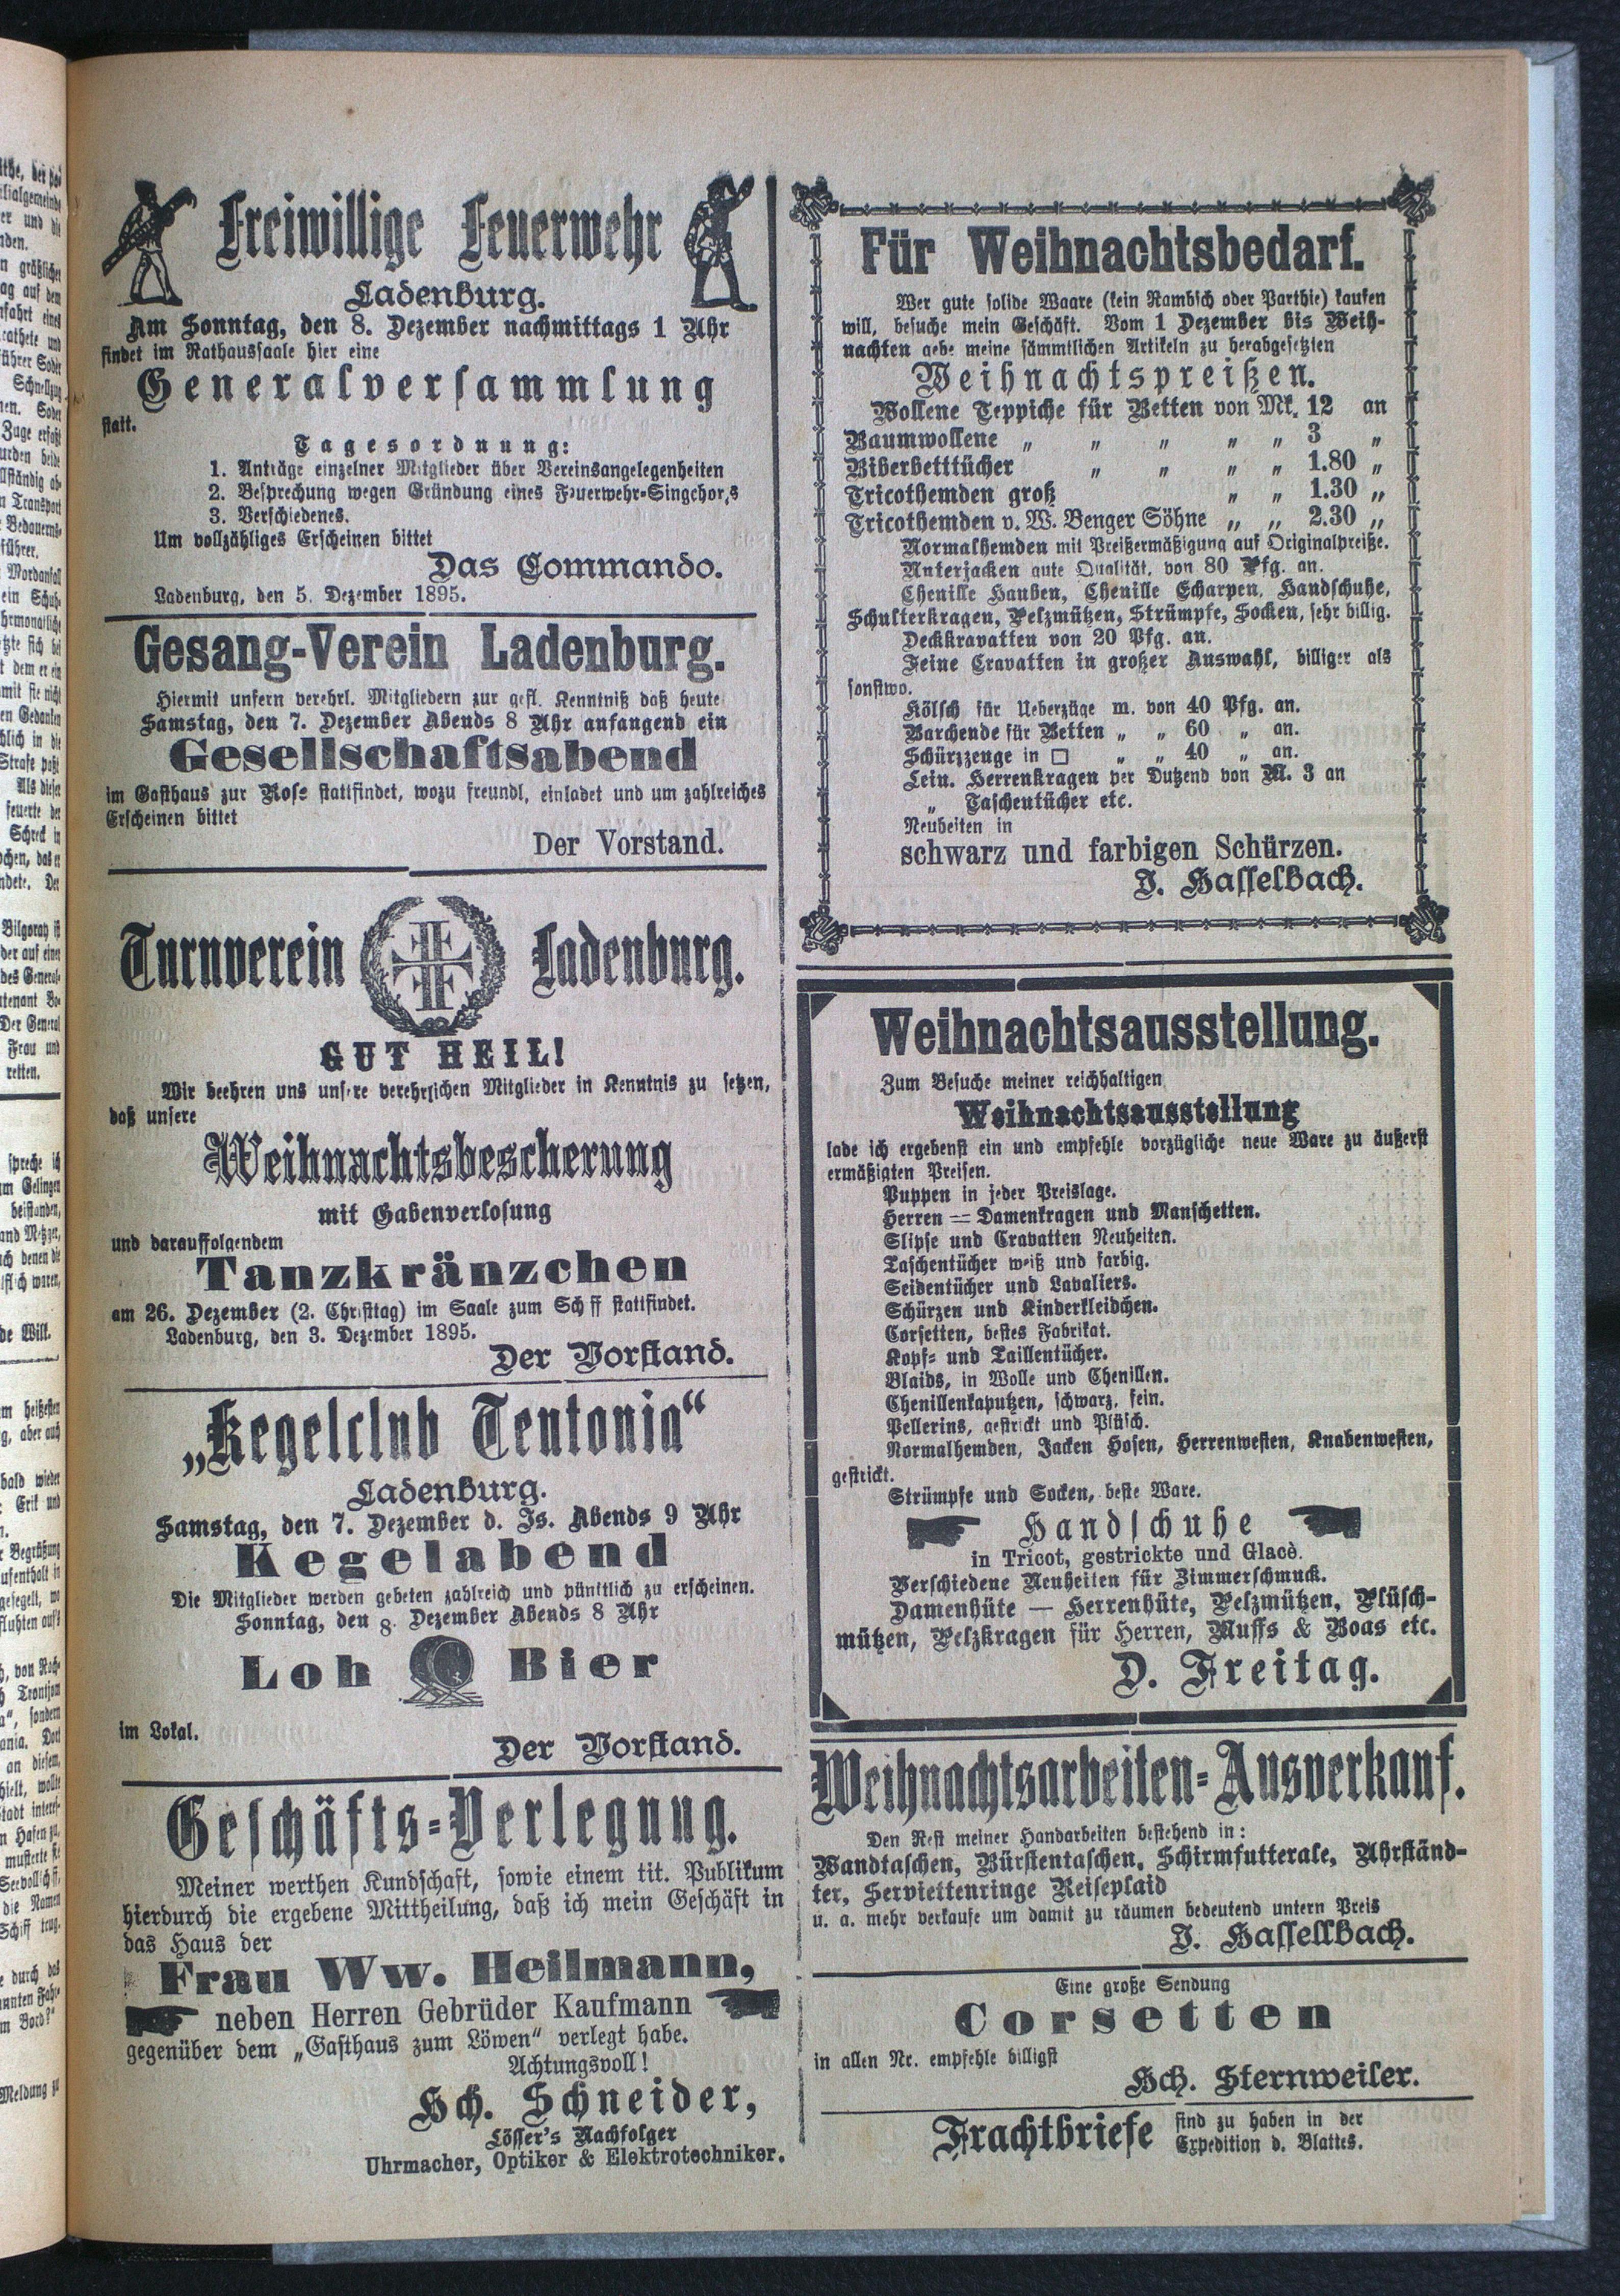 Freiwillige Feuerwehr
Ladenburg.
Am Sonntag, den 8. Dezember nachmittags 1 Uhr
findet im Rathaussaale hier eine
Generalversammlung
statt.
Tagesordnung:
1. Anträge einzelner Mitglieder über Vereinsangelegenheiten
2. Besprechung wegen Gründung eines Feuerwehr-Singchor,s
3. Verschiedenes.
Um vollzähliges Erscheinen bittet
Das Commando.
Ladenburg, den 5. Dezember 1895.
Gesang-Verein Ladenburg.
Hiermit unsern verehrl. Mitgliedern zur gefl. Kenntniß daß heute
Samstag, den 7. Dezember Abends 8 Uhr anfangend ein
Gesellschaftsabend
im Gasthaus zur Rose stattfindet, wozu freundl, einladet und um zahlreiches
Erscheinen bittet
Der Vorstand.
Turnverein Ladenburg.
GUT HEIL!
Wir beehren uns unsere verehrlichen Mitglieder in Kenntnis zu setzen,
daß unsere
Weihnachtsbescherung
mit Gabenverlosung
und darauffolgendem
Tanzkränzchen
am 26. Dezember (2. Christtag) im Saale zum Schiff stattfindet.
Ladenburg, den 3. Dezember 1895.
Der Vorstand.
„Kegelclub Teutonia“
Ladenburg.
Samstag, den 7. Dezember d. Js. Abends 9 Uhr
Kegelabend
Die Mitglieder werden gebeten zahlreich und pünktlich zu erscheinen.
Sonntag, den 8. Dezember Abends 8 Uhr
Loh Bier
im Lokal.
Der Vorstand.
Geschäfts-Verlegung.
Meiner werthen Kundschaft, sowie einem tit. Publikum
hierdurch die ergebene Mittheilung, daß ich mein Geschäft in
das Haus der
Frau Ww. Heilmann,
neben Herren Gebrüder Kaufmann
gegenüber dem „Gasthaus zum Löwen“ verlegt habe.
Achtungsvoll!
Hch. Schneider,
Lösser's Nachfolger
Uhrmacher, Optiker & Elektrotechniker.
Für Weihnachtsbedarf.
Wer gute solide Waare (kein Rambsch oder Parthie) kaufen
will, besuche mein Geschäft. Vom 1 Dezember bis Weih-
nachten gebe meine sämmtlichen Artikeln zu herabgesetzten
Weihnachtspreißen.
Wollene Teppiche für Betten von Mk. 12 an
Baumwollene „ „ „ „ „ 3 „
Biberbetttücher „ „ „ „ 1.80 „
Tricothemden groß „ „ 1.30 „
Tricothemden v. W. Benger Söhne „ „ 2.30 „
Normalhemden mit Preißermäßigung auf Originalpreiße.
Unterjacken gute Qualität, von 80 Pfg. an.
Chenille Hauben, Chenille Echarpen, Handschuhe,
Schulterkragen, Pelzmützen, Strümpfe, Socken, sehr billig.
Deckkravatten von 20 Pfg. an.
Feine Cravatten in großer Auswahl, billiger als
sonstwo.
Kölsch für Ueberzüge m. von 40 Pfg. an.
Barchende für Betten „ „ 60 „ an.
Schürzzeuge in □ „ „ 40 „ an.
Lein. Herrenkragen per Dutzend von M. 3 an
„ Taschentücher etc.
Neuheiten in
schwarz und farbigen Schürzen.
J. Hasselbach.
Weihnachtsausstellung.
Zum Besuche meiner reichhaltigen
Weihnachtsausstellung
lade ich ergebenst ein und empfehle vorzügliche neue Ware zu äußerst
ermäßigten Preisen.
Puppen in jeder Preislage.
Herren = Damenkragen und Manschetten.
Slipse und Cravatten Neuheiten.
Taschentücher weiß und farbig.
Seidentücher und Lavaliers.
Schürzen und Kinderkleidchen.
Corsetten, bestes Fabrikat.
Kopf- und Taillentücher.
Blaids, in Wolle und Chenillen.
Chenillenkaputzen, schwarz, fein.
Pellerins, gestrickt und Plüsch.
Normalhemden, Jacken Hosen, Herrenwesten, Knabenwesten,
gestrickt.
Strümpfe und Socken, beste Ware.
Handschuhe
in Tricot, gestrickte und Glacè.
Verschiedene Neuheiten für Zimmerschmuck.
Damenhüte — Herrenhüte, Pelzmützen, Plüsch-
mützen, Pelzkragen für Herren, Muffs & Boas etc.
D. Freitag.
Weihnachtsarbeiten-Ausverkauf.
Den Rest meiner Handarbeiten bestehend in:
Wandtaschen, Bürstentaschen, Schirmfutterale, Uhrständ-
ter, Serviettenringe Reiseplaid
u. a. mehr verkaufe um damit zu räumen bedeutend untern Preis
J. Hassellbach.
Eine große Sendung
Corsetten
in allen Nr. empfehle billigst
Hch. Sternweiler.
Frachtbriefe sind zu haben in der
Expedition d. Blattes.